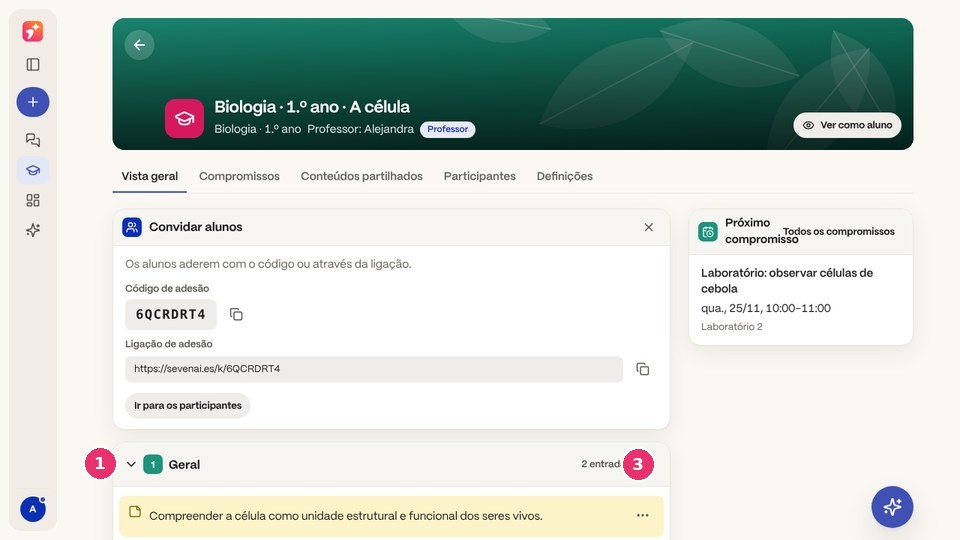 Biologia · 1.º ano · A célula
Biologia · 1.º ano Professor: Alejandra Professor
Ver como aluno
Vista geral Compromissos Conteúdos partilhados Participantes Definições
Convidar alunos
Os alunos aderem com o código ou através da ligação.
Código de adesão
6QCRDRT4
Ligação de adesão
https://sevenai.es/k/6QCRDRT4
Ir para os participantes
Próximo compromisso
Todos os compromissos
Laboratório: observar células de cebola
qua., 25/11, 10:00–11:00
Laboratório 2
1 1 Geral 2 entrad 3
Compreender a célula como unidade estrutural e funcional dos seres vivos.
A